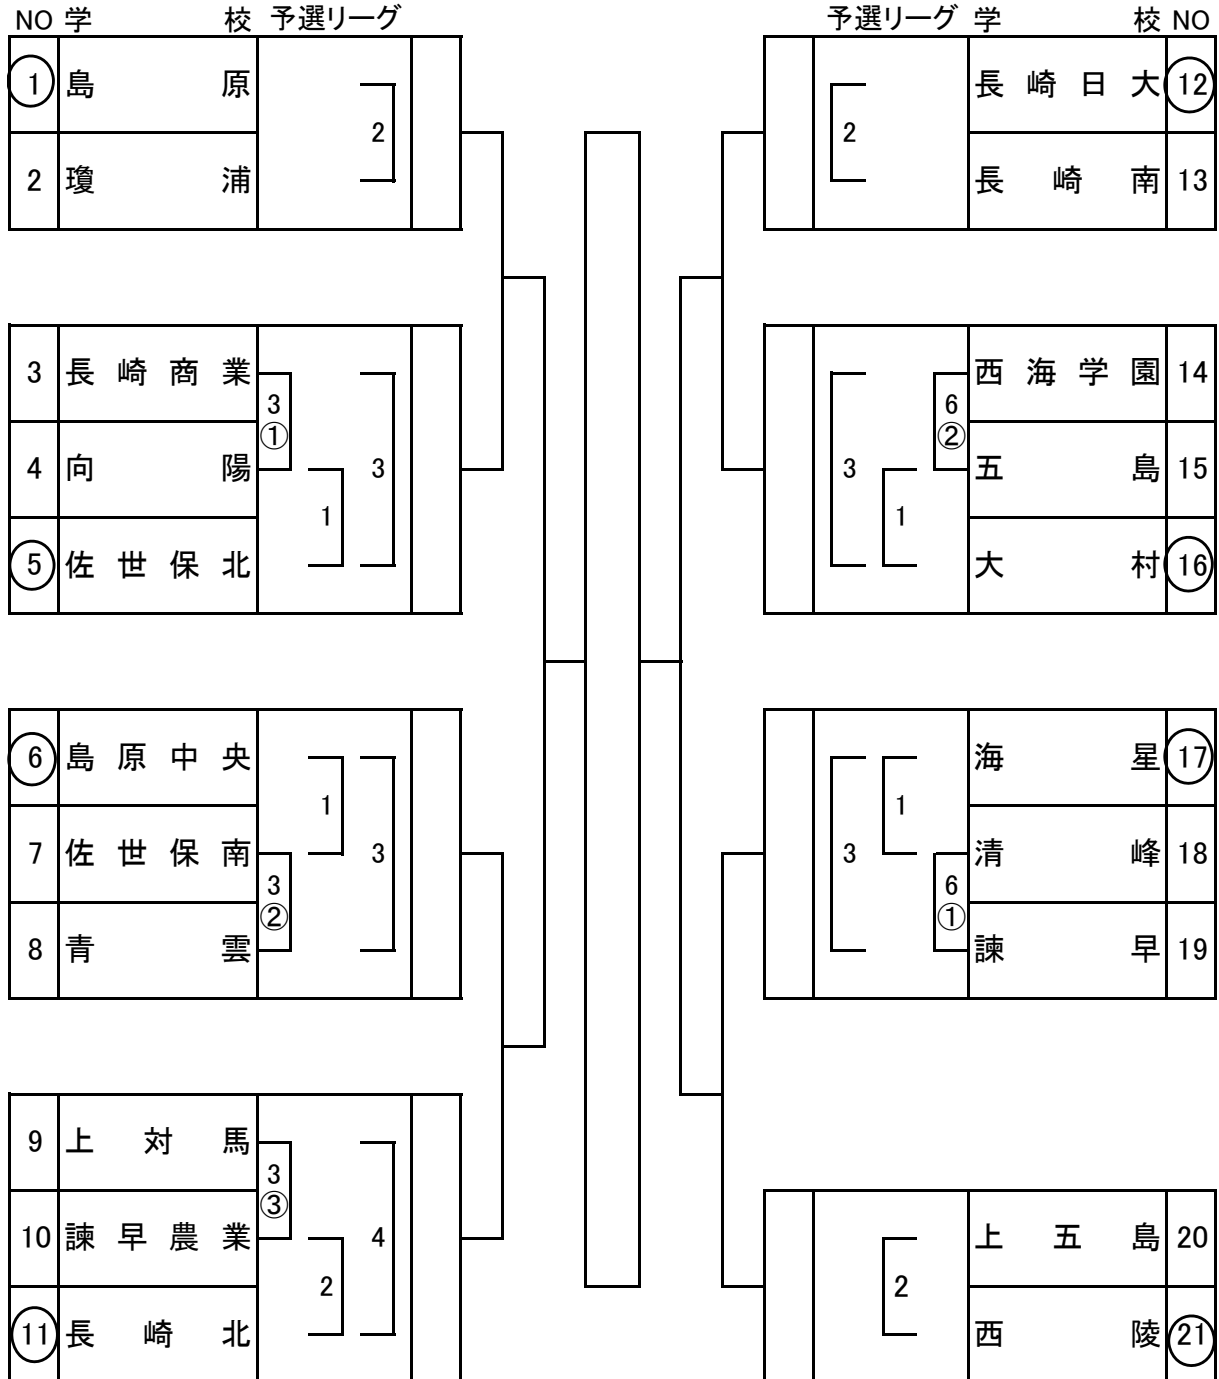 NO 学 校 予選リーグ
1 島原
2
2 瓊浦
3 長崎商業
3
①
4 向陽
3
1
5 佐世保北
6 島原中央
1
7 佐世保南
3
3
②
8 青雲
9 上対馬
3
③
10 諫早農業
4
2
11 長崎北
予選リーグ 学 校 NO
長崎日大 12
2
長崎南 13
西海学園 14
6
②
五島 15
3
1
大村 16
海星 17
1
清峰 18
3
6
①
諫早 19
上五島 20
2
西陵 21